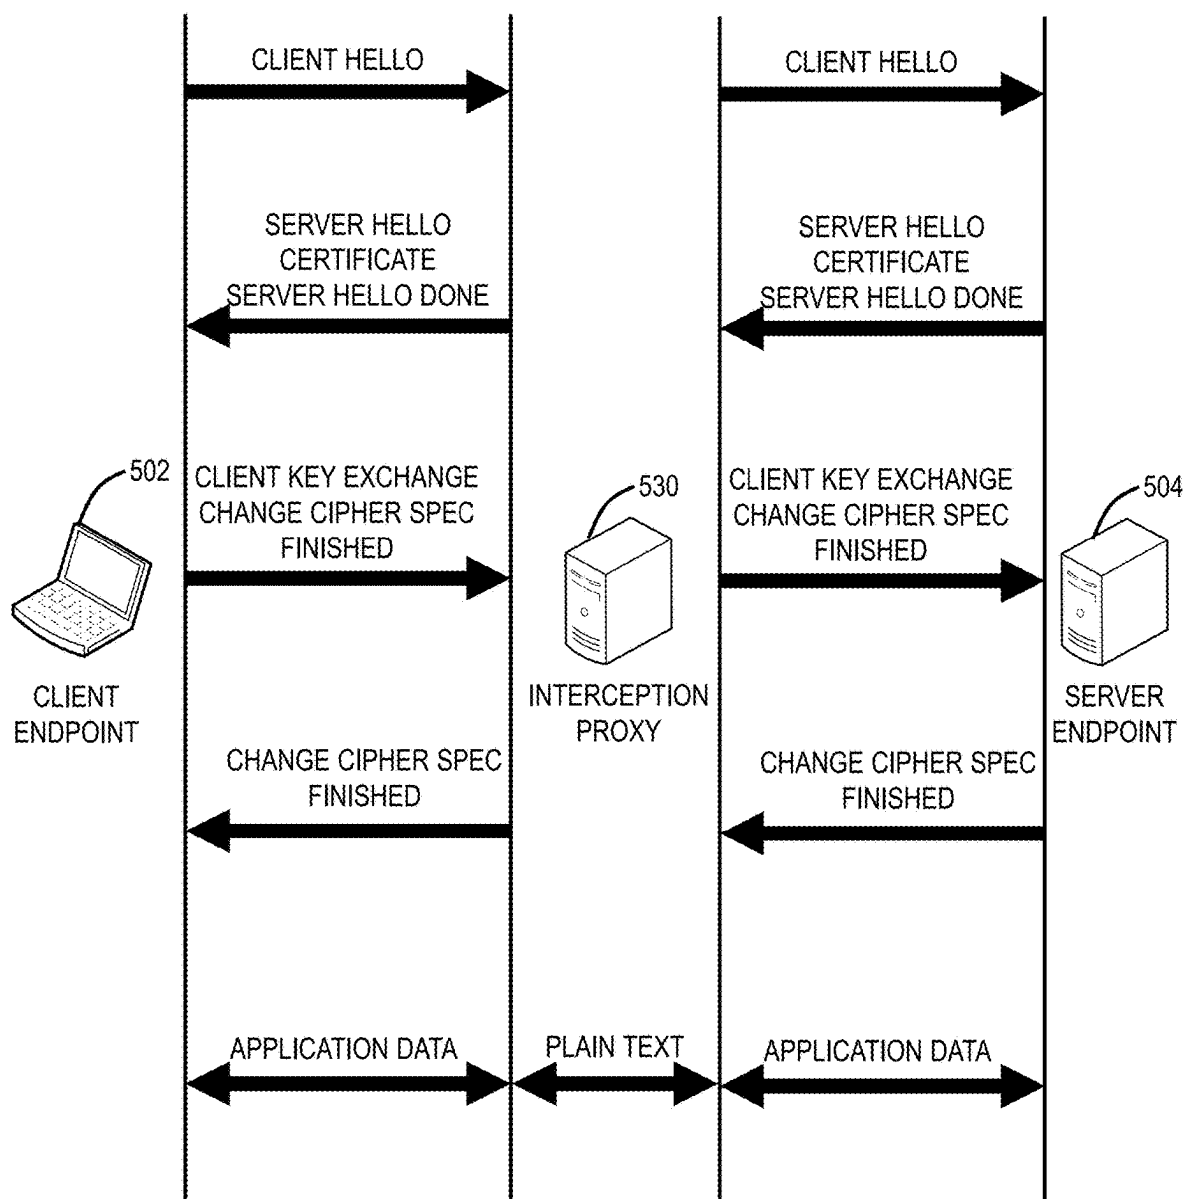 CLIENT HELLO
CLIENT HELLO
SERVER HELLO
CERTIFICATE
SERVER HELLO DONE
SERVER HELLO
CERTIFICATE
SERVER HELLO DONE
502
CLIENT KEY EXCHANGE
CHANGE CIPHER SPEC
FINISHED
530
CLIENT KEY EXCHANGE
CHANGE CIPHER SPEC
FINISHED
504
CLIENT
ENDPOINT
INTERCEPTION
PROXY
SERVER
ENDPOINT
CHANGE CIPHER SPEC
FINISHED
CHANGE CIPHER SPEC
FINISHED
APPLICATION DATA
PLAIN TEXT
APPLICATION DATA